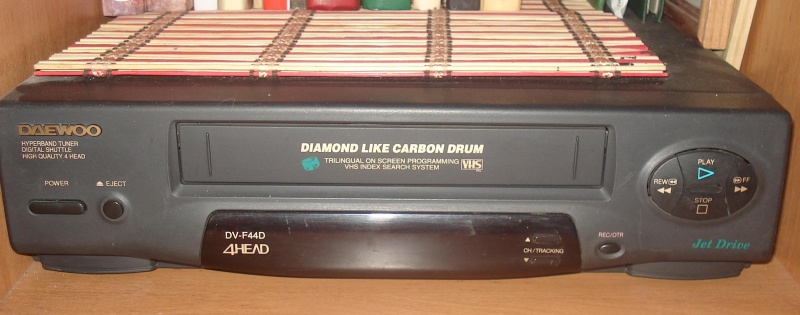 DAEWOO
HYPERBAND TUNER
DIGITAL SHUTTLE
HIGH QUALITY 4 HEAD
POWER
EJECT
DIAMOND LIKE CARBON DRUM
TRILINGUAL ON SCREEN PROGRAMMING
VHS INDEX SEARCH SYSTEM
VHS
DV-F44D
4HEAD
CH/TRACKING
REC/OTR
PLAY
REW
FF
STOP
Jet Drive